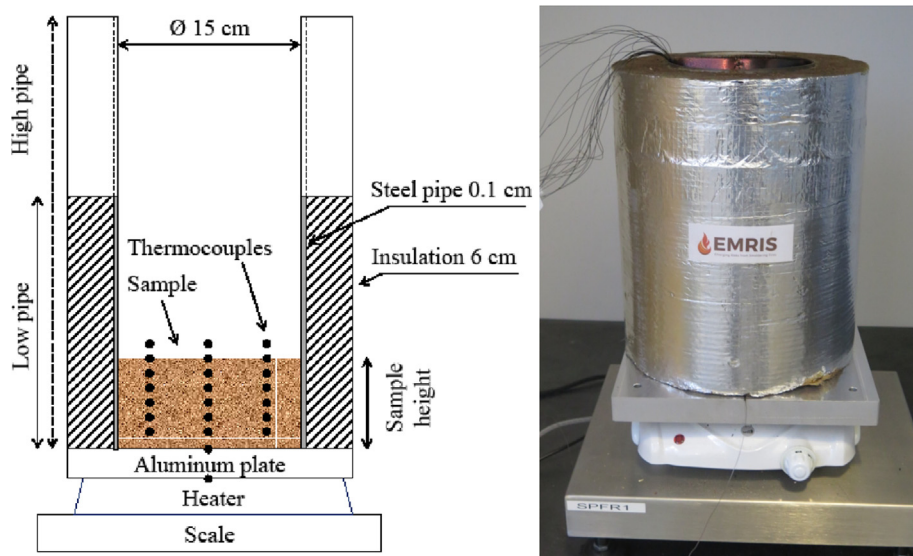 Ø 15 cm
High pipe
Low pipe
Steel pipe 0.1 cm
Thermocouples
Insulation 6 cm
Sample
Sample
height
Aluminum plate
Heater
Scale
EMRIS
SPFR1